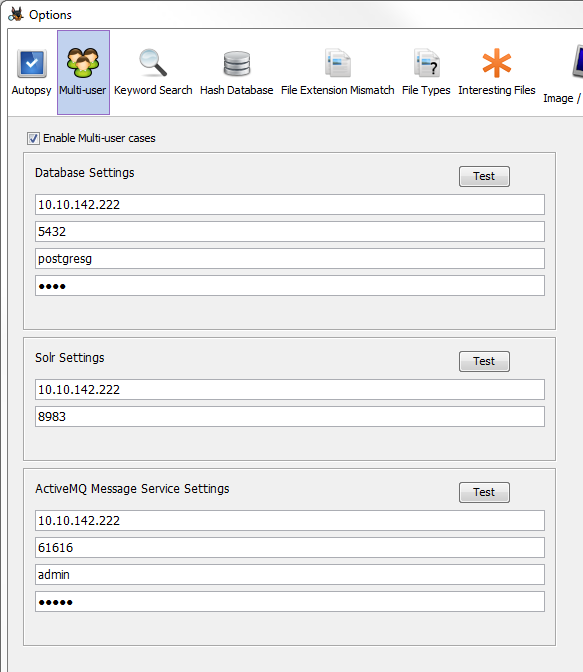 Options
Autopsy
Multi-user
Keyword Search
Hash Database
File Extension Mismatch
File Types
Interesting Files
Image /
Enable Multi-user cases
Database Settings
Test
10.10.142.222
5432
postgresg
●●●●
Solr Settings
Test
10.10.142.222
8983
ActiveMQ Message Service Settings
Test
10.10.142.222
61616
admin
●●●●●